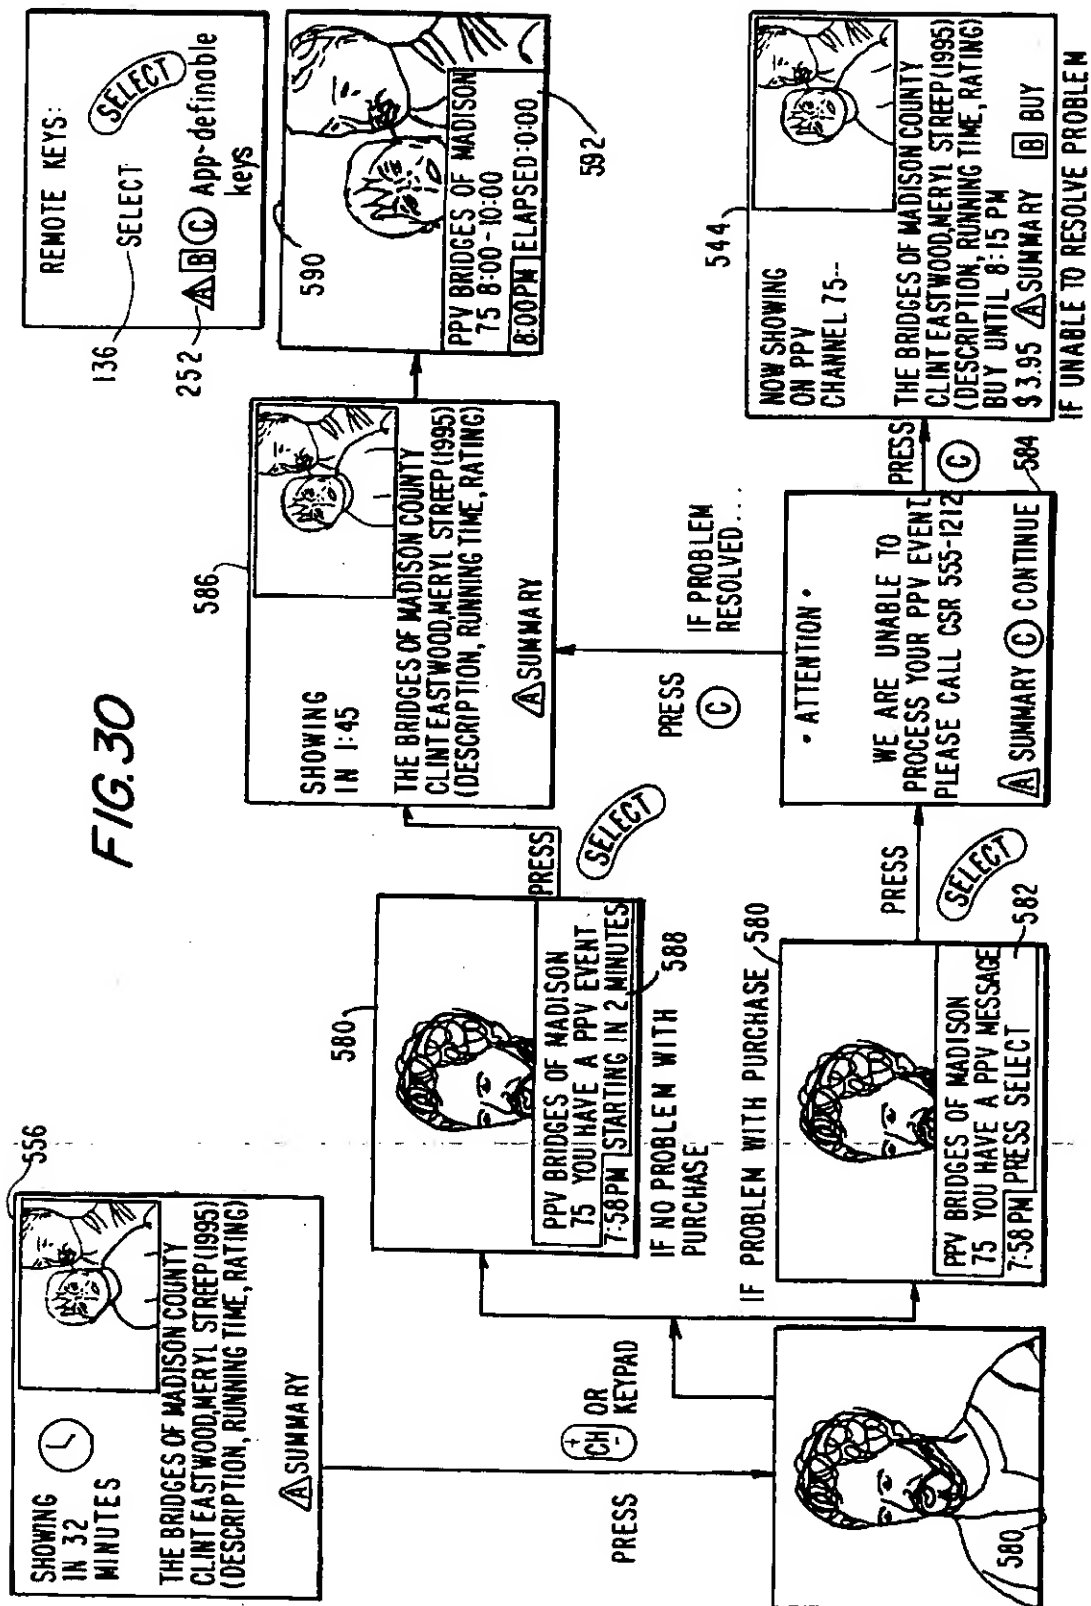 FIG.30
REMOTE KEYS:
136
SELECT
SELECT
252
A B C App-definable
keys
556
SHOWING
IN 32
MINUTES
THE BRIDGES OF MADISON COUNTY
CLINT EASTWOOD, MERYL STREEP (1995)
(DESCRIPTION, RUNNING TIME, RATING)
A SUMMARY
PRESS
+
CH
-
OR
KEYPAD
580
580
PPV BRIDGES OF MADISON
75 YOU HAVE A PPV EVENT
7:58PM STARTING IN 2 MINUTES
588
IF NO PROBLEM WITH
PURCHASE
PRESS
SELECT
586
SHOWING
IN 1:45
THE BRIDGES OF MADISON COUNTY
CLINT EASTWOOD, MERYL STREEP (1995)
(DESCRIPTION, RUNNING TIME, RATING)
A SUMMARY
590
PPV BRIDGES OF MADISON
75 8:00-10:00
8:00PM ELAPSED:0:00
592
IF PROBLEM WITH PURCHASE
580
PPV BRIDGES OF MADISON
75 YOU HAVE A PPV MESSAGE
7:58PM PRESS SELECT
582
PRESS
SELECT
• ATTENTION •
WE ARE UNABLE TO
PROCESS YOUR PPV EVENT
PLEASE CALL CSR 555-1212
A SUMMARY C CONTINUE
584
PRESS
C
IF PROBLEM
RESOLVED...
PRESS
C
544
NOW SHOWING
ON PPV
CHANNEL 75--
THE BRIDGES OF MADISON COUNTY
CLINT EASTWOOD, MERYL STREEP (1995)
(DESCRIPTION, RUNNING TIME, RATING)
BUY UNTIL 8:15 PM
$3.95 A SUMMARY B BUY
IF UNABLE TO RESOLVE PROBLEM